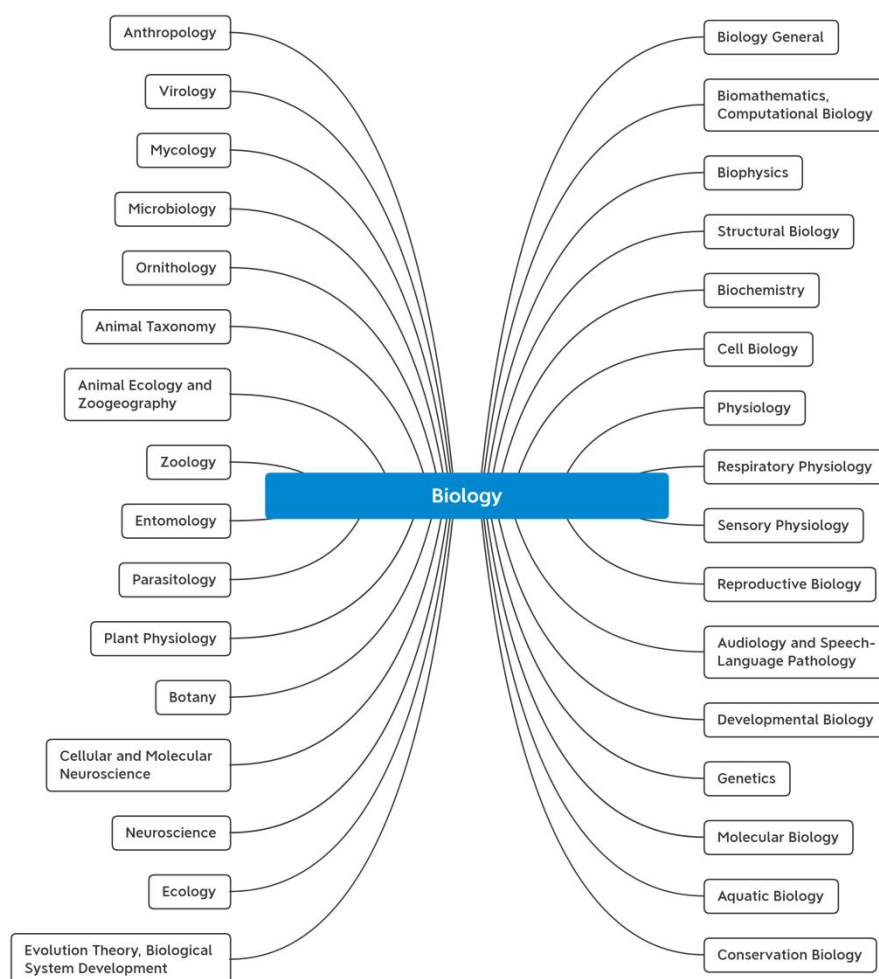 Anthropology
Virology
Mycology
Microbiology
Ornithology
Animal Taxonomy
Animal Ecology and
Zoogeography
Zoology
Entomology
Parasitology
Plant Physiology
Botany
Cellular and Molecular
Neuroscience
Neuroscience
Ecology
Evolution Theory, Biological
System Development
Biology
Biology General
Biomathematics,
Computational Biology
Biophysics
Structural Biology
Biochemistry
Cell Biology
Physiology
Respiratory Physiology
Sensory Physiology
Reproductive Biology
Audiology and Speech-
Language Pathology
Developmental Biology
Genetics
Molecular Biology
Aquatic Biology
Conservation Biology